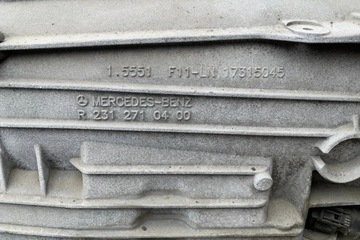 1.5551 F11-LN 17315045
MERCEDES-BENZ
R 231 271 04 00